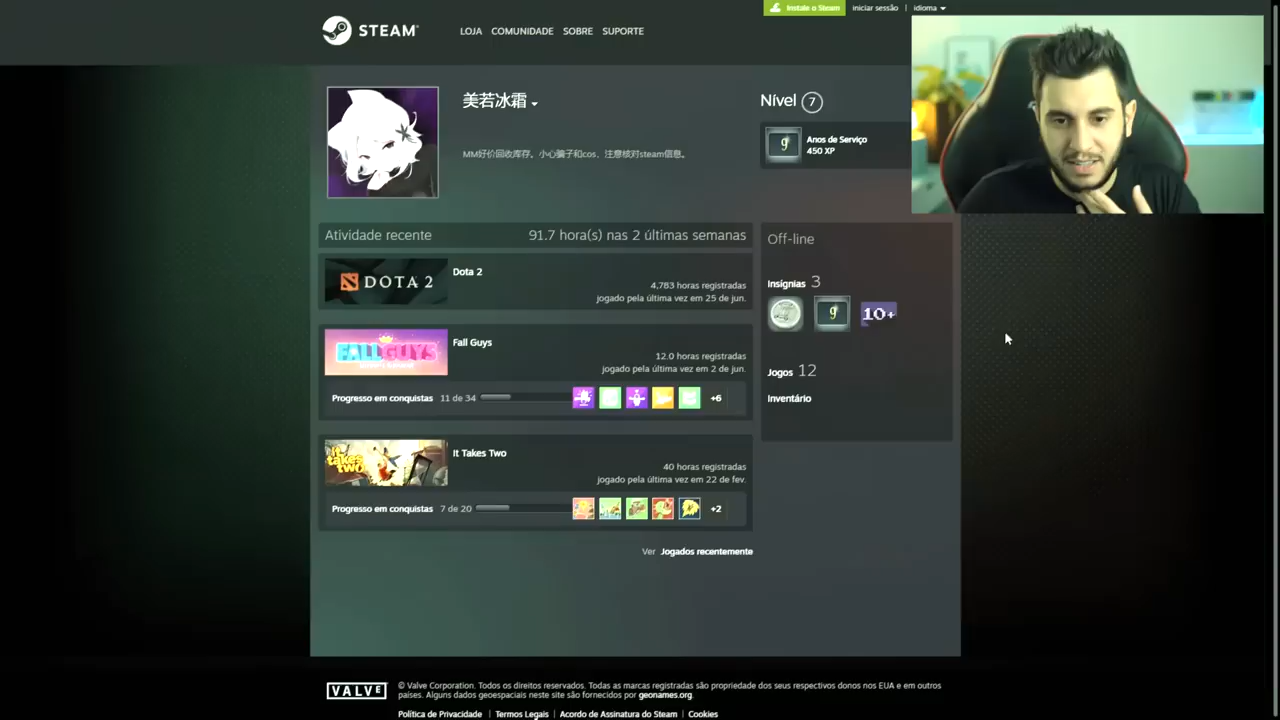 Instale o Steam
iniciar sessão | idioma
STEAM
LOJA COMUNIDADE SOBRE SUPORTE
美若冰霜
Nível 7
9
Anos de Serviço
450 XP
MM好价回收库存。小心骗子和cos，注意核对steam信息。
Atividade recente 91.7 hora(s) nas 2 últimas semanas
Off-line
DOTA 2
Dota 2
4,783 horas registradas
jogado pela última vez em 25 de jun.
Insígnias 3
9
10+
FALL GUYS
Fall Guys
12.0 horas registradas
jogado pela última vez em 2 de jun.
Jogos 12
Progresso em conquistas 11 de 34 +6
Inventário
It takes two
It Takes Two
40 horas registradas
jogado pela última vez em 22 de fev.
Progresso em conquistas 7 de 20 +2
Ver Jogados recentemente
VALVE
© Valve Corporation. Todos os direitos reservados. Todas as marcas registradas são propriedade dos seus respectivos donos nos EUA e em outros
países. Alguns dados geoespaciais neste site são fornecidos por geonames.org.
Política de Privacidade | Termos Legais | Acordo de Assinatura do Steam | Cookies